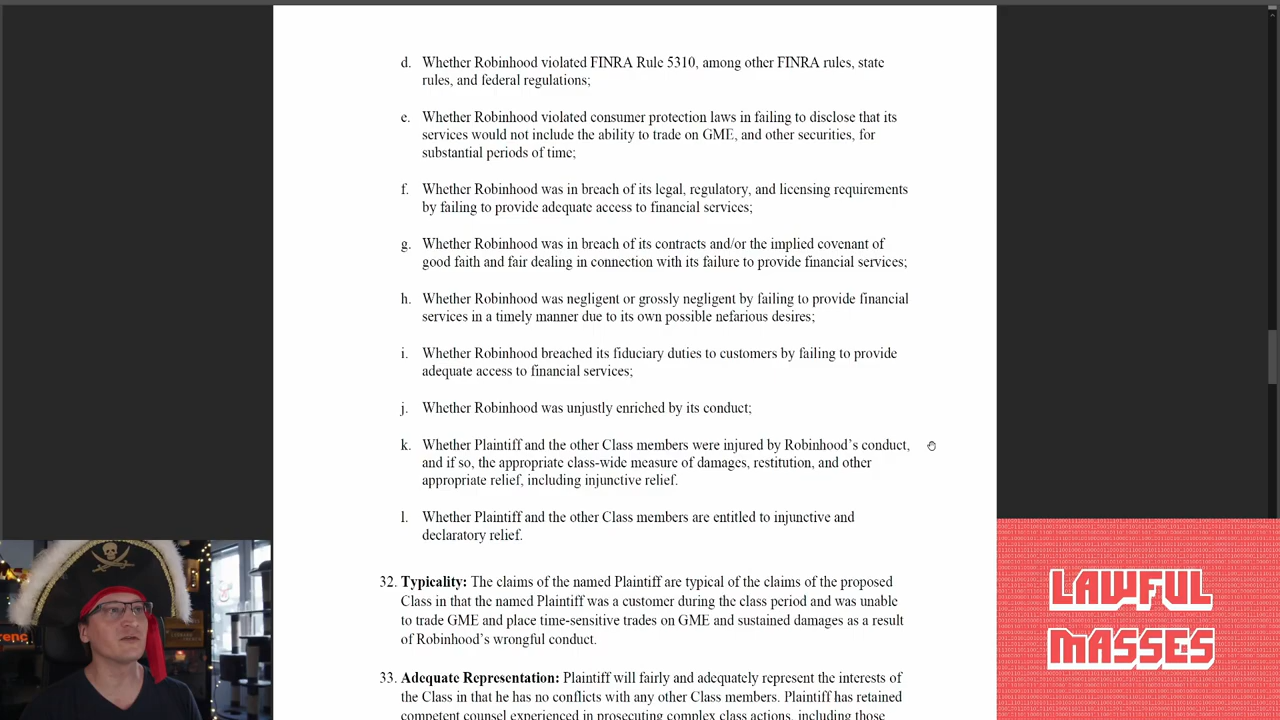 d. Whether Robinhood violated FINRA Rule 5310, among other FINRA rules, state
rules, and federal regulations;
e. Whether Robinhood violated consumer protection laws in failing to disclose that its
services would not include the ability to trade on GME, and other securities, for
substantial periods of time;
f. Whether Robinhood was in breach of its legal, regulatory, and licensing requirements
by failing to provide adequate access to financial services;
g. Whether Robinhood was in breach of its contracts and/or the implied covenant of
good faith and fair dealing in connection with its failure to provide financial services;
h. Whether Robinhood was negligent or grossly negligent by failing to provide financial
services in a timely manner due to its own possible nefarious desires;
i. Whether Robinhood breached its fiduciary duties to customers by failing to provide
adequate access to financial services;
j. Whether Robinhood was unjustly enriched by its conduct;
k. Whether Plaintiff and the other Class members were injured by Robinhood's conduct,
and if so, the appropriate class-wide measure of damages, restitution, and other
appropriate relief, including injunctive relief.
l. Whether Plaintiff and the other Class members are entitled to injunctive and
declaratory relief.
32. Typicality: The claims of the named Plaintiff are typical of the claims of the proposed
Class in that the named Plaintiff was a customer during the class period and was unable
to trade GME and place time-sensitive trades on GME and sustained damages as a result
of Robinhood's wrongful conduct.
33. Adequate Representation: Plaintiff will fairly and adequately represent the interests of
the Class in that he has no conflicts with any other Class members. Plaintiff has retained
competent counsel experienced in prosecuting complex class actions, including those
LAWFUL
MASSES